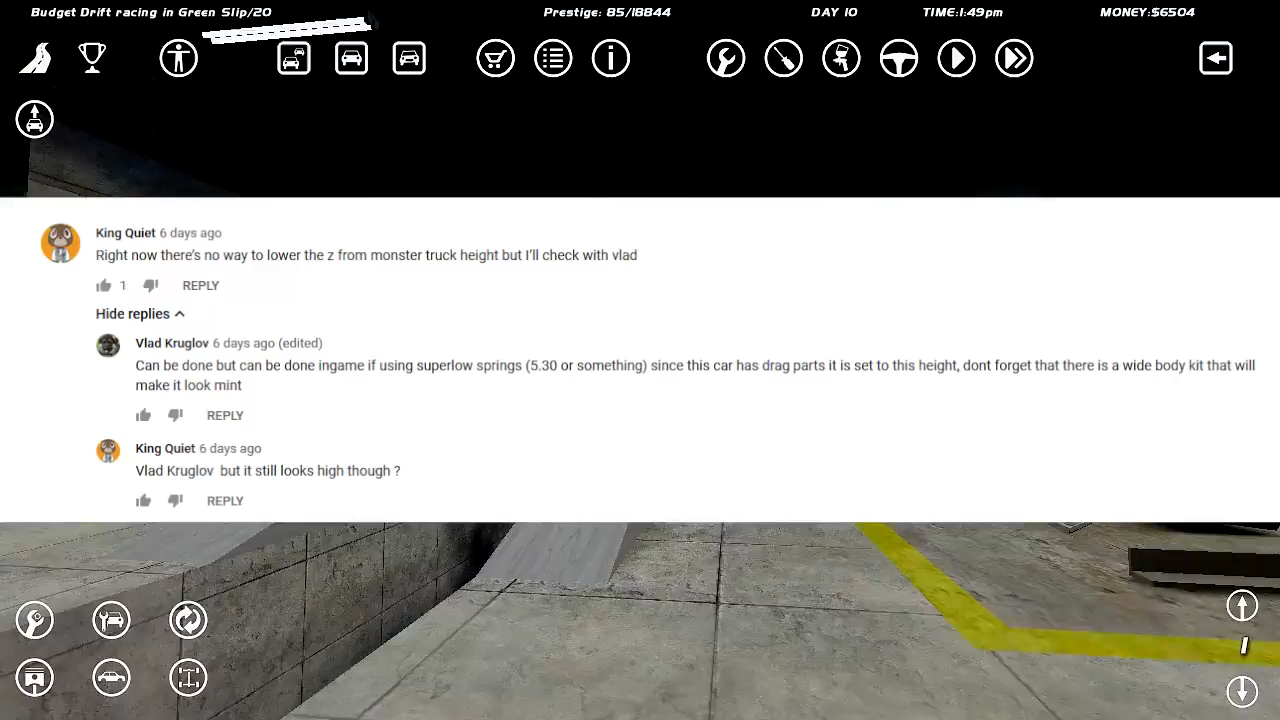 Budget Drift racing in Green Slip/20 Prestige: 85/18844 DAY 10 TIME:1:49pm MONEY:$6504
King Quiet 6 days ago
Right now there's no way to lower the z from monster truck height but I'll check with vlad
1 REPLY
Hide replies
Vlad Kruglov 6 days ago (edited)
Can be done but can be done ingame if using superlow springs (5.30 or something) since this car has drag parts it is set to this height, dont forget that there is a wide body kit that will
make it look mint
REPLY
King Quiet 6 days ago
Vlad Kruglov but it still looks high though ?
REPLY
1